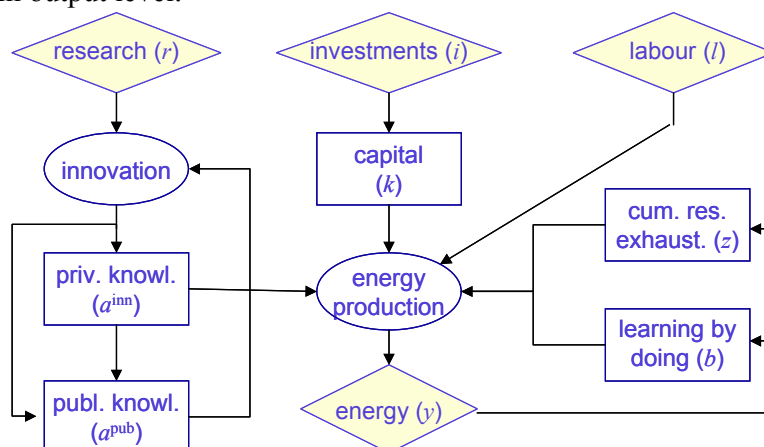 research (r)
investments (i)
labour (l)
innovation
capital
(k)
cum. res.
exhaust. (z)
priv. knowl.
(a^inn)
energy
production
learning by
doing (b)
publ. knowl.
(a^pub)
energy (y)